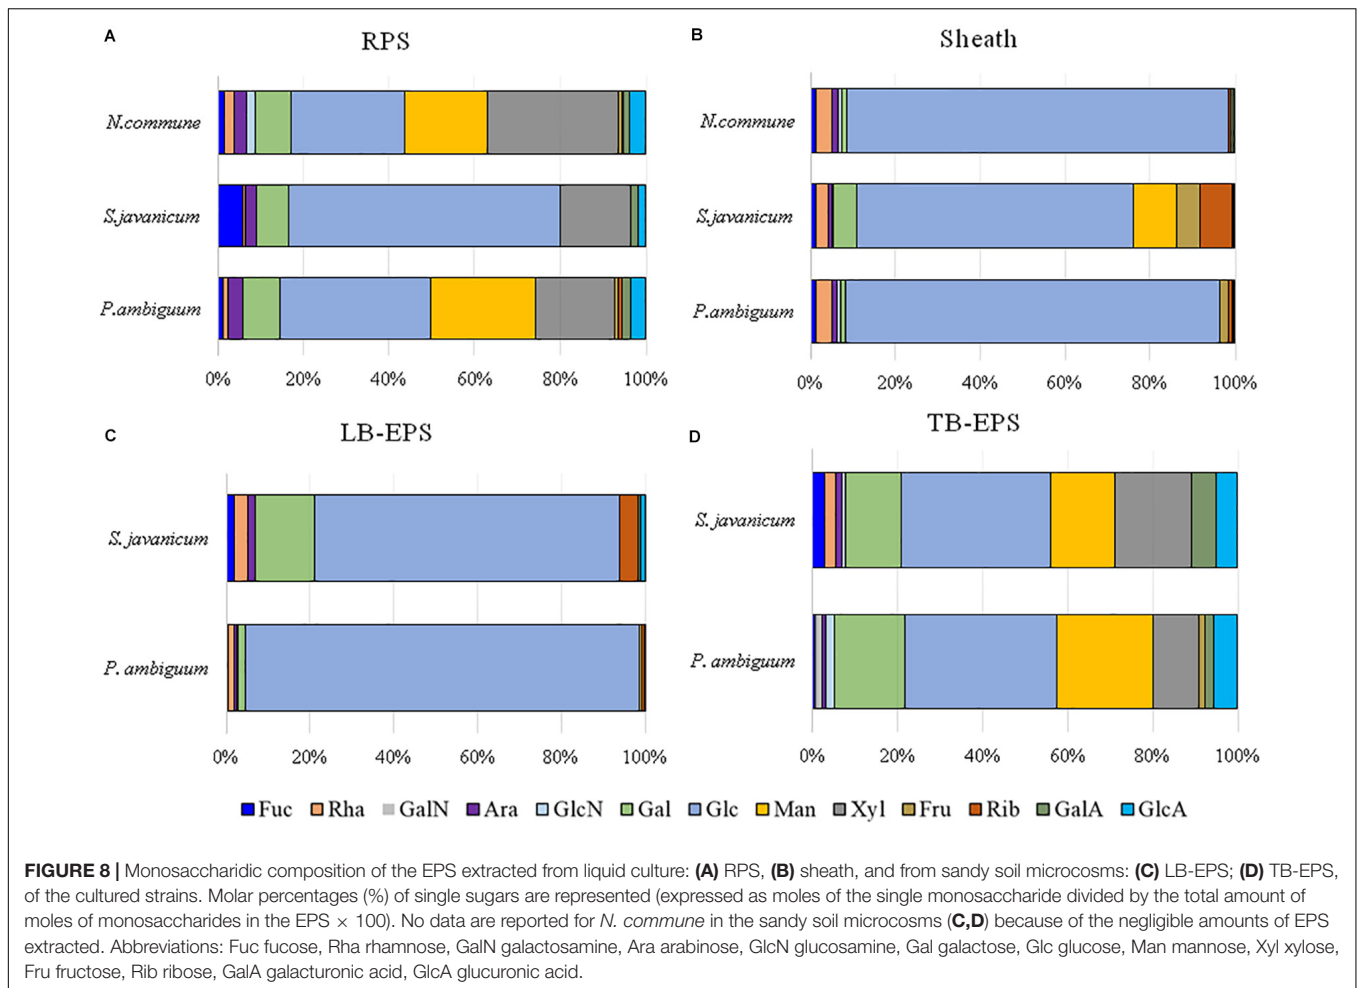 A
RPS
N.commune
S.javanicum
P.ambiguum
0% 20% 40% 60% 80% 100%
B
Sheath
N.commune
S.javanicum
P.ambiguum
0% 20% 40% 60% 80% 100%
C
LB-EPS
S. javanicum
P. ambiguum
0% 20% 40% 60% 80% 100%
D
TB-EPS
S. javanicum
P. ambiguum
0% 20% 40% 60% 80% 100%
Fuc Rha GalN Ara GlcN Gal Glc Man Xyl Fru Rib GalA GlcA
FIGURE 8 | Monosaccharidic composition of the EPS extracted from liquid culture: (A) RPS, (B) sheath, and from sandy soil microcosms: (C) LB-EPS; (D) TB-EPS,
of the cultured strains. Molar percentages (%) of single sugars are represented (expressed as moles of the single monosaccharide divided by the total amount of
moles of monosaccharides in the EPS × 100). No data are reported for N. commune in the sandy soil microcosms (C,D) because of the negligible amounts of EPS
extracted. Abbreviations: Fuc fucose, Rha rhamnose, GalN galactosamine, Ara arabinose, GlcN glucosamine, Gal galactose, Glc glucose, Man mannose, Xyl xylose,
Fru fructose, Rib ribose, GalA galacturonic acid, GlcA glucuronic acid.